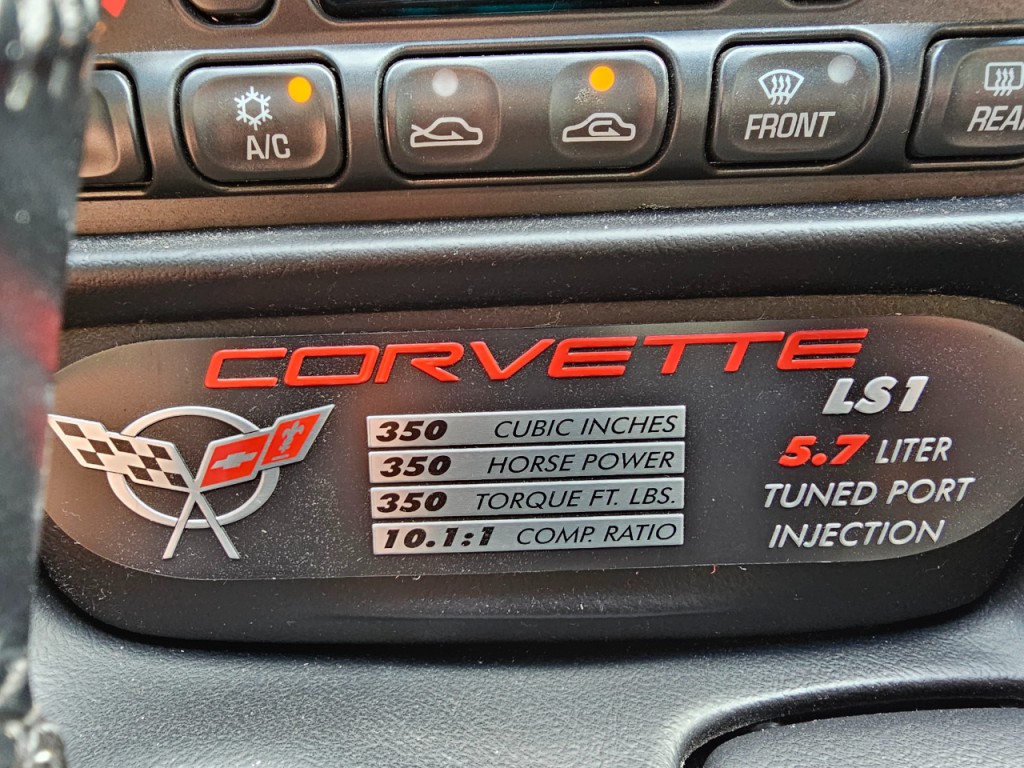 A/C
FRONT
REAR
CORVETTE
350 CUBIC INCHES
350 HORSE POWER
350 TORQUE FT. LBS.
10.1:1 COMP. RATIO
LS1
5.7 LITER
TUNED PORT
INJECTION